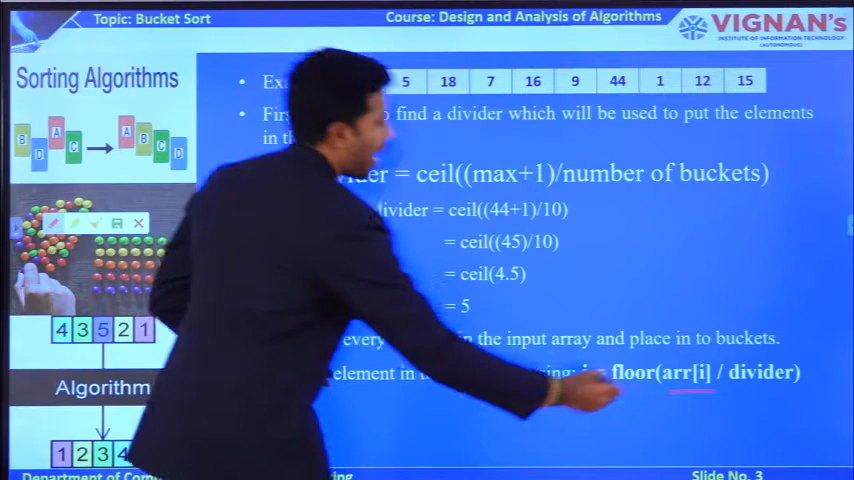 Topic: Bucket Sort
Course: Design and Analysis of Algorithms
VIGNAN's
INSTITUTE OF INFORMATION TECHNOLOGY
(AUTONOMOUS)
Sorting Algorithms
B D A C A B C D
4 3 5 2 1
Algorithm
1 2 3 4
5 18 7 16 9 44 1 12 15
find a divider which will be used to put the elements
in
= ceil((max+1)/number of buckets)
= ceil((44+1)/10)
= ceil((45)/10)
= ceil(4.5)
= 5
every in the input array and place in to buckets.
element in floor(arr[i] / divider)
Department of
Slide No. 3